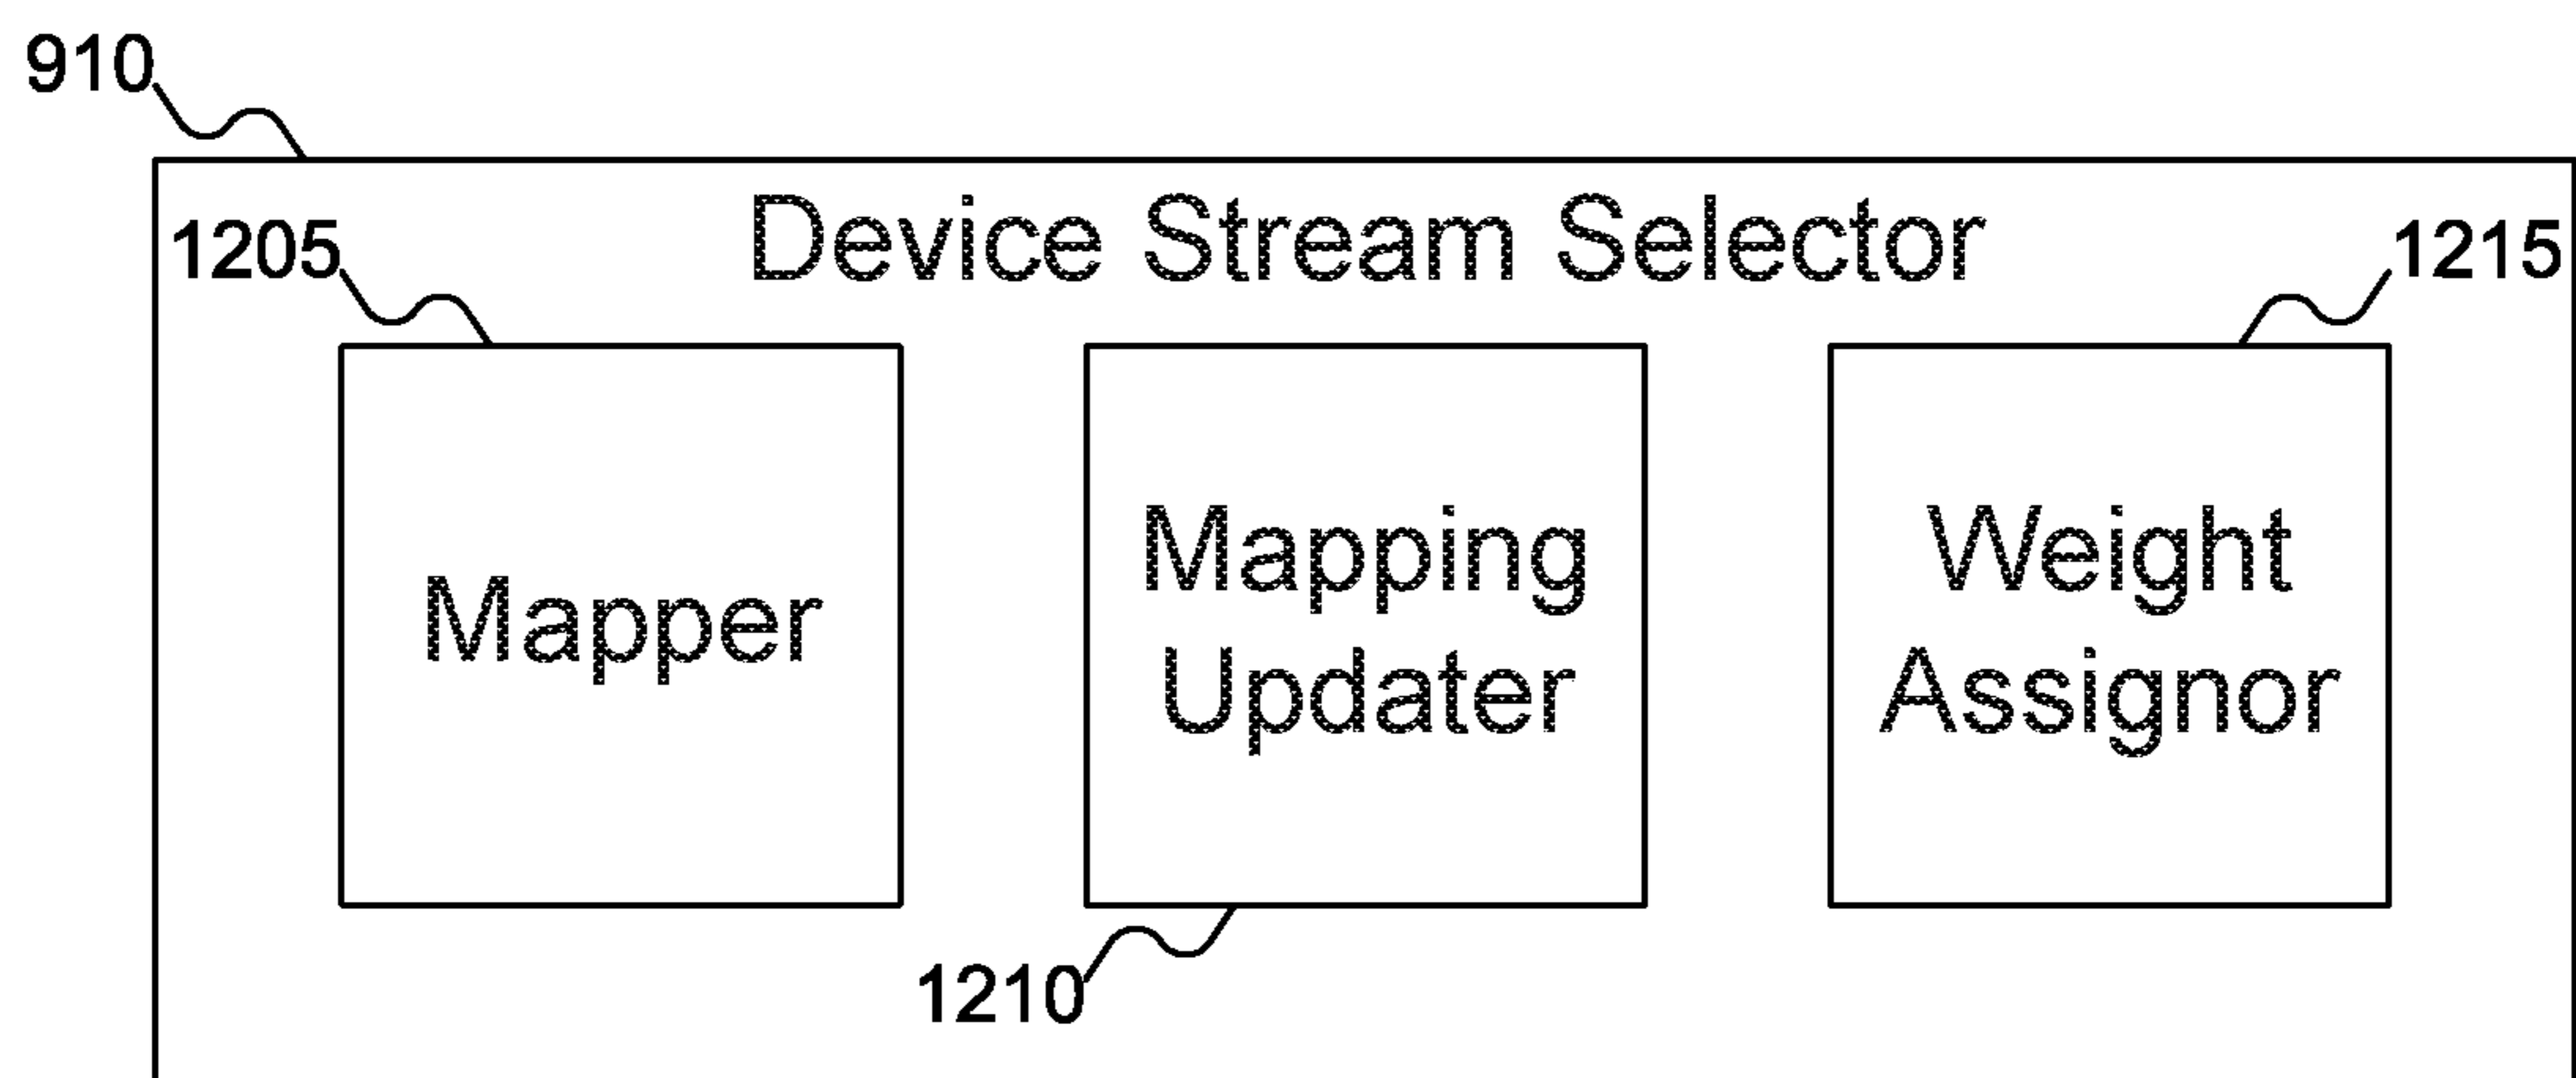 910
Device Stream Selector
1205
1215
Mapper
Mapping
Updater
Weight
Assignor
1210